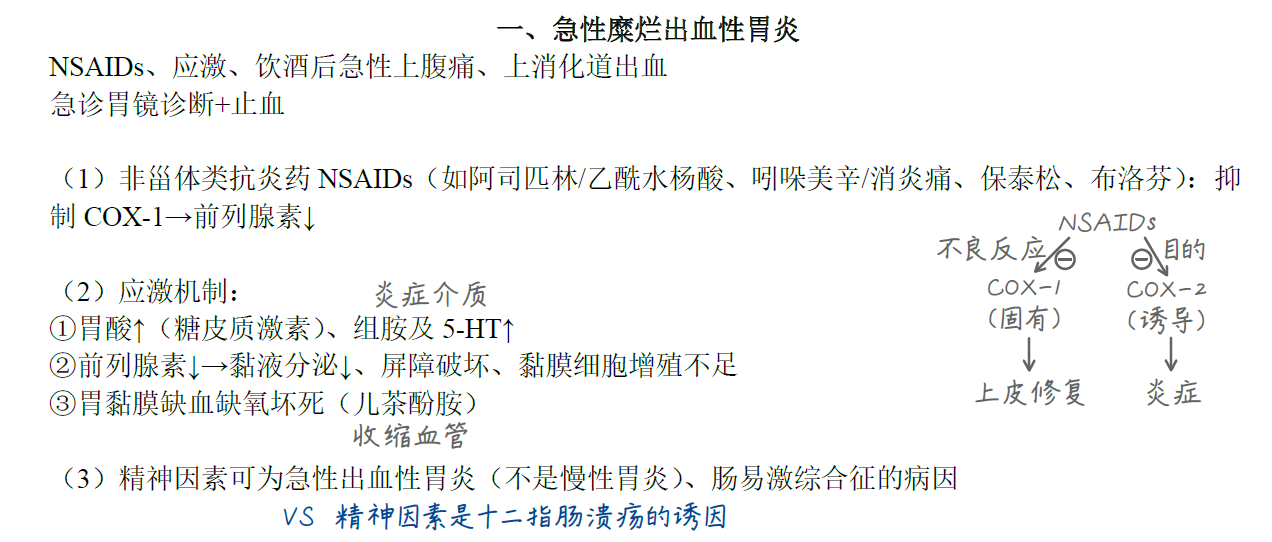 一、急性糜烂出血性胃炎
NSAIDs、应激、饮酒后急性上腹痛、上消化道出血
急诊胃镜诊断+止血
（1）非甾体类抗炎药 NSAIDs（如阿司匹林/乙酰水杨酸、吲哚美辛/消炎痛、保泰松、布洛芬）：抑
制 COX-1→前列腺素↓
NSAIDs
不良反应 ⊖ ⊖ 目的
COX-1 COX-2
（固有） （诱导）
上皮修复 炎症
（2）应激机制：
炎症介质
①胃酸↑（糖皮质激素）、组胺及 5-HT↑
②前列腺素↓→黏液分泌↓、屏障破坏、黏膜细胞增殖不足
③胃黏膜缺血缺氧坏死（儿茶酚胺）
收缩血管
（3）精神因素可为急性出血性胃炎（不是慢性胃炎）、肠易激综合征的病因
VS 精神因素是十二指肠溃疡的诱因